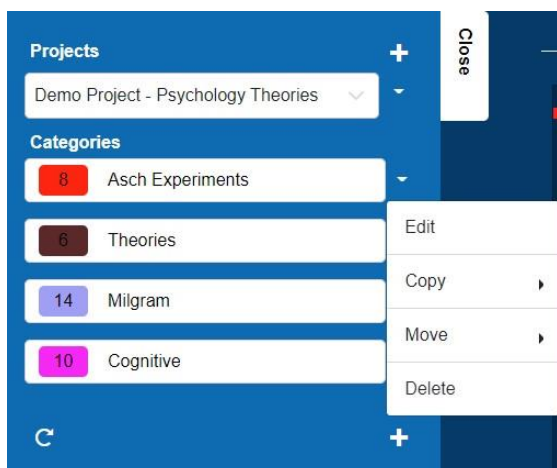 Projects
Close
Demo Project - Psychology Theories
Categories
8 Asch Experiments
6 Theories
14 Milgram
10 Cognitive
Edit
Copy
Move
Delete